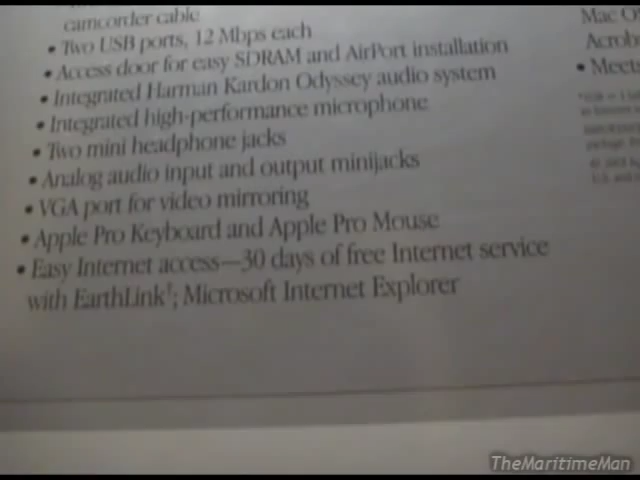 camcorder cable
• Two USB ports, 12 Mbps each
• Access door for easy SDRAM and AirPort installation
• Integrated Harman Kardon Odyssey audio system
• Integrated high-performance microphone
• Two mini headphone jacks
• Analog audio input and output minijacks
• VGA port for video mirroring
• Apple Pro Keyboard and Apple Pro Mouse
• Easy Internet access—30 days of free Internet service
with EarthLink†; Microsoft Internet Explorer
Mac OS
Acrob
• Meets
TheMaritimeMan